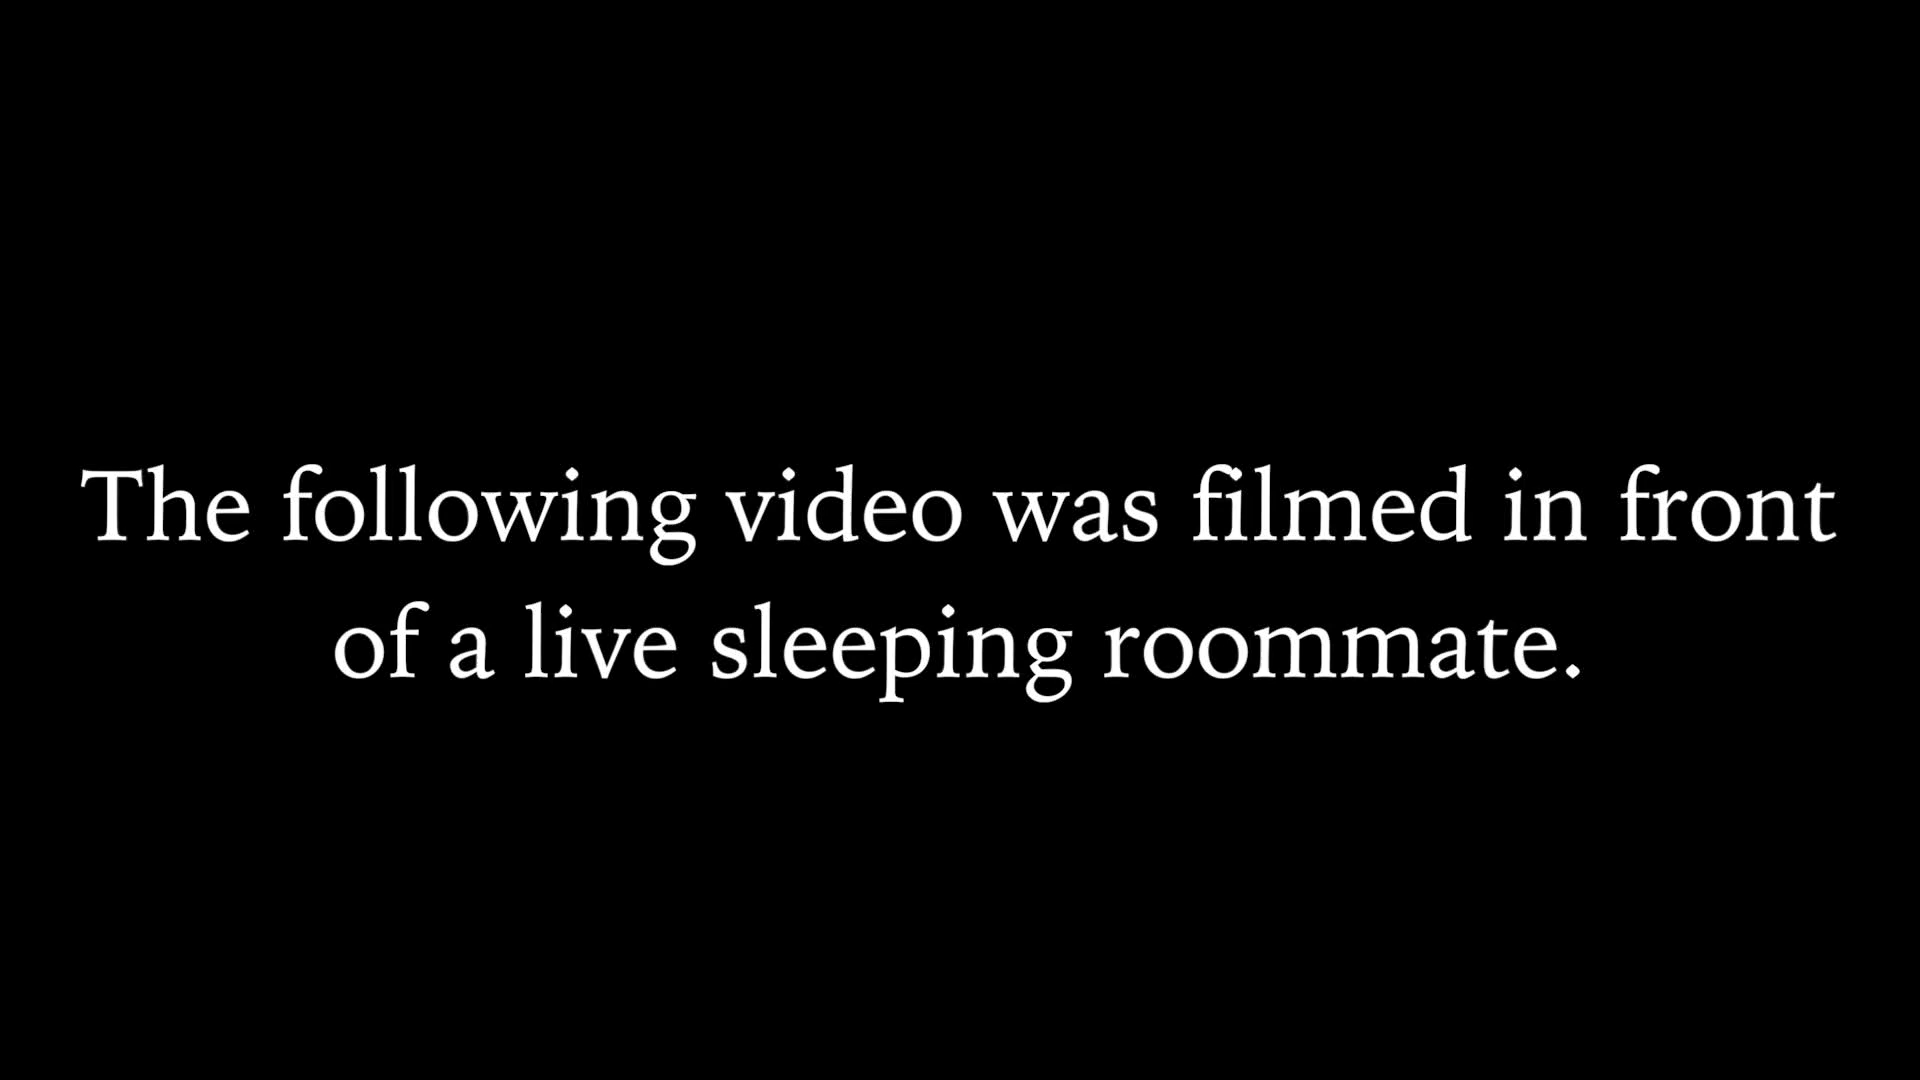 The following video was filmed in front
of a live sleeping roommate.